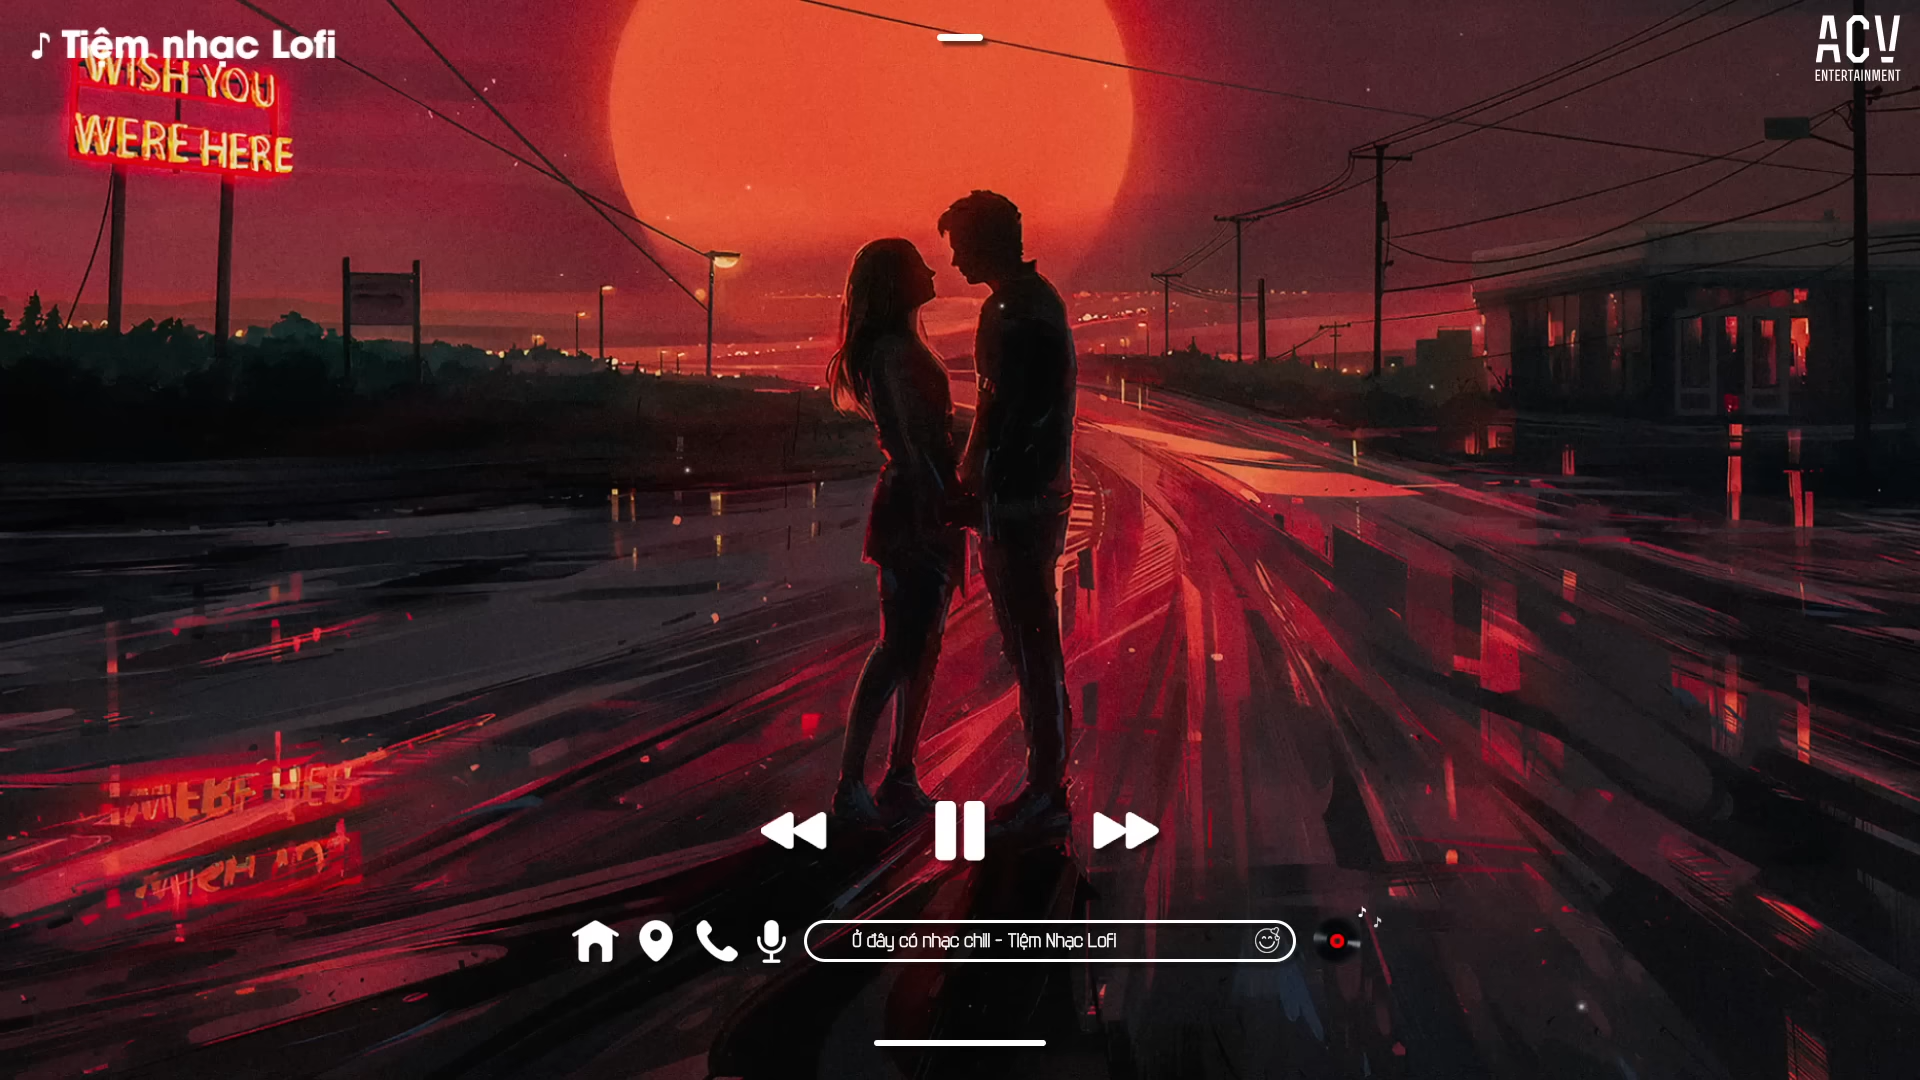 ♪ Tiệm nhạc Lofi
ACV
ENTERTAINMENT
WISH YOU
WERE HERE
Ở đây có nhạc chill - Tiệm Nhạc Lofi